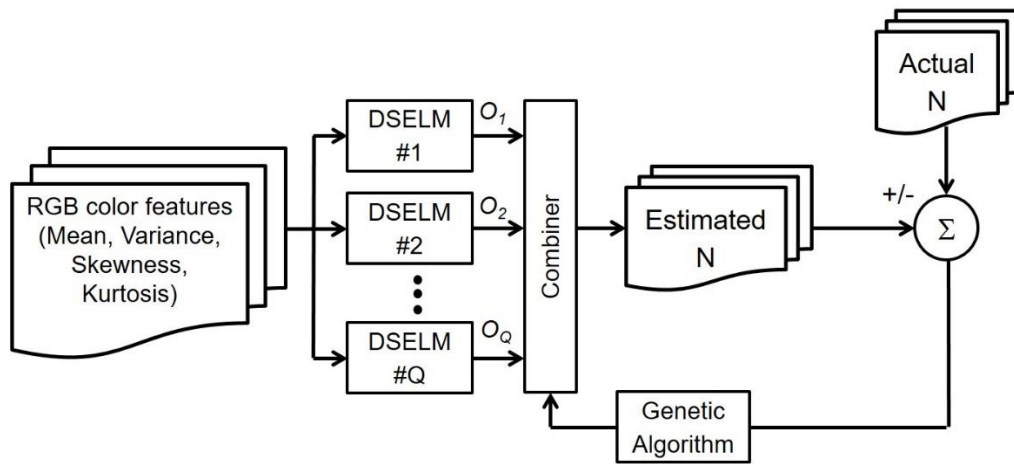 RGB color features
(Mean, Variance,
Skewness,
Kurtosis)
DSELM
#1
O1
DSELM
#2
O2
DSELM
#Q
OQ
Combiner
Estimated
N
Actual
N
+/-
Σ
Genetic
Algorithm